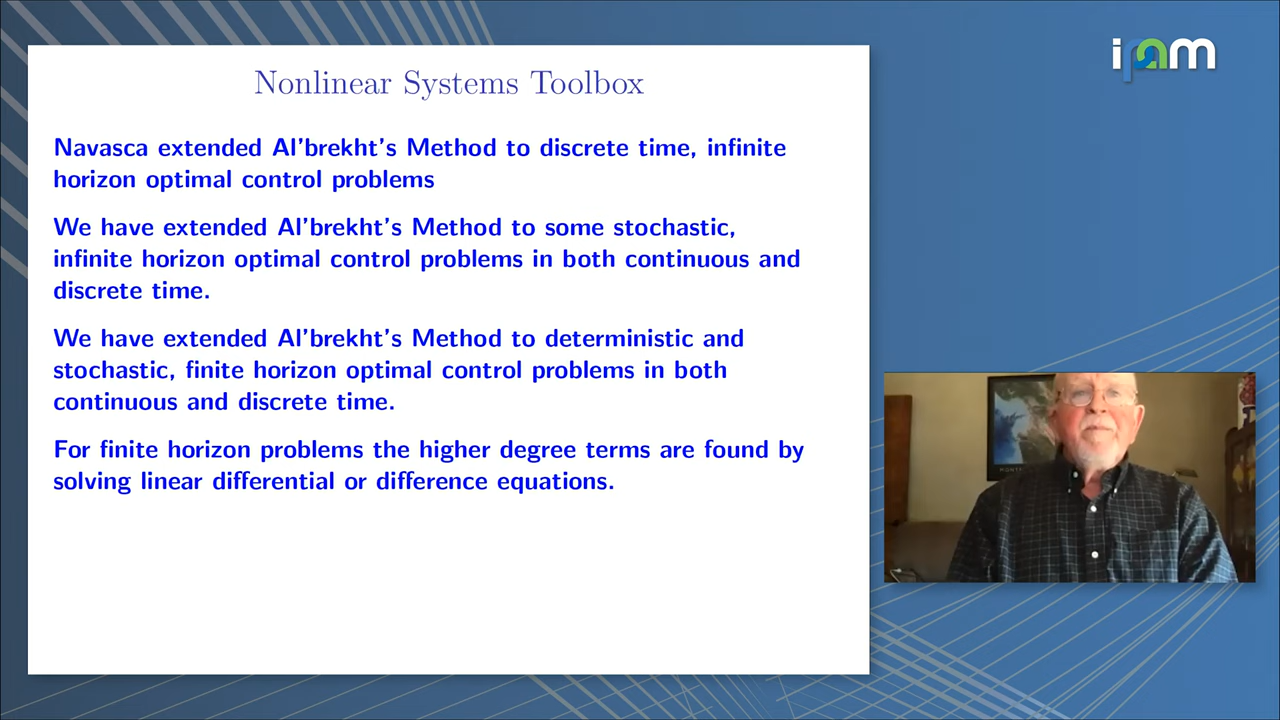 ipam
Nonlinear Systems Toolbox
Navasca extended Al'brekht's Method to discrete time, infinite
horizon optimal control problems
We have extended Al'brekht's Method to some stochastic,
infinite horizon optimal control problems in both continuous and
discrete time.
We have extended Al'brekht's Method to deterministic and
stochastic, finite horizon optimal control problems in both
continuous and discrete time.
For finite horizon problems the higher degree terms are found by
solving linear differential or difference equations.